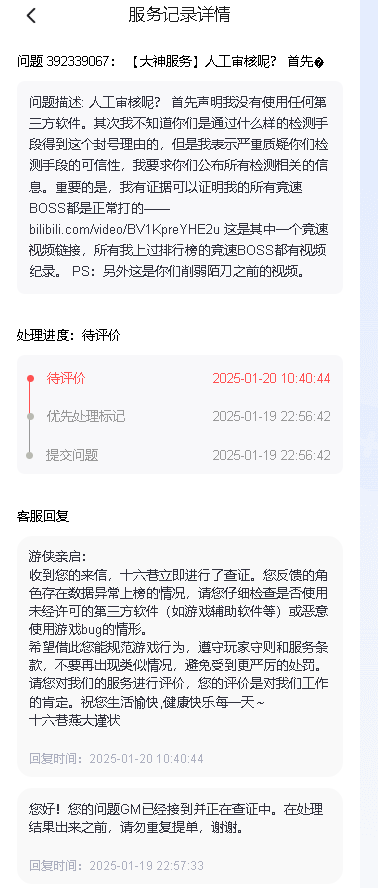 服务记录详情
问题 392339067： 【大神服务】人工审核呢？ 首先�
问题描述: 人工审核呢？ 首先声明我没有使用任何第
三方软件。其次我不知道你们是通过什么样的检测手
段得到这个封号理由的，但是我表示严重质疑你们检
测手段的可信性，我要求你们公布所有检测相关的信
息。重要的是，我有证据可以证明我的所有竞速
BOSS都是正常打的——
bilibili.com/video/BV1KpreYHE2u 这是其中一个竞速
视频链接，所有我上过排行榜的竞速BOSS都有视频
纪录。 PS：另外这是你们削弱陌刀之前的视频。
处理进度：待评价
待评价 2025-01-20 10:40:44
优先处理标记 2025-01-19 22:56:42
提交问题 2025-01-19 22:56:42
客服回复
游侠亲启：
收到您的来信，十六巷立即进行了查证。您反馈的角
色存在数据异常上榜的情况，请您仔细检查是否使用
未经许可的第三方软件（如游戏辅助软件等）或恶意
使用游戏bug的情形。
希望借此您能规范游戏行为，遵守玩家守则和服务条
款，不要再出现类似情况，避免受到更严厉的处罚。
请您对我们的服务进行评价，您的评价是对我们工作
的肯定。祝您生活愉快,健康快乐每一天～
十六巷燕大谨状
回复时间：2025-01-20 10:40:44
您好！您的问题GM已经接到并正在查证中。在处理
结果出来之前，请勿重复提单，谢谢。
回复时间：2025-01-19 22:57:33